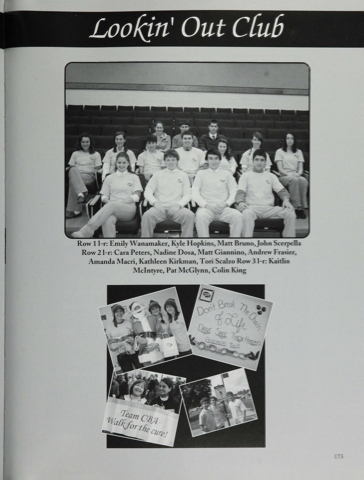 Lookin' Out Club
Row 1 l-r: Emily Wanamaker, Kyle Hopkins, Matt Bruno, John Scerpella
Row 2 l-r: Cara Peters, Nadine Dosa, Matt Giannino, Andrew Frasier,
Amanda Macri, Kathleen Kirkman, Tori Scalzo Row 3 l-r: Kaitlin
McIntyre, Pat McGlynn, Colin King
Don't Break The Circle
of Life
Team CBA
Walk for the cure!
173